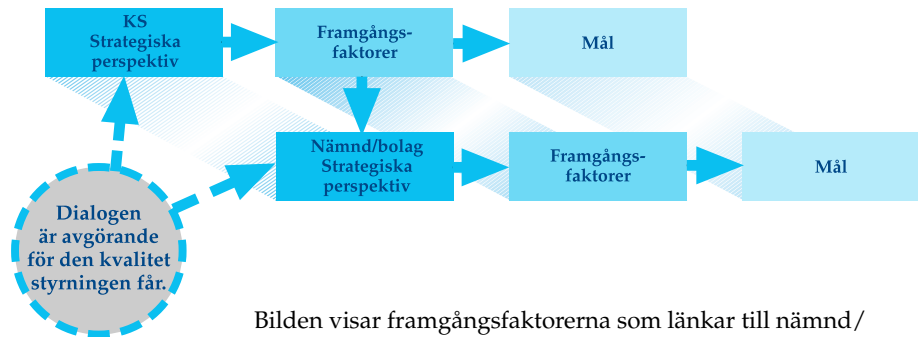 KS
Strategiska
perspektiv
Framgångs-
faktorer
Mål
Nämnd/bolag
Strategiska
perspektiv
Framgångs-
faktorer
Mål
Dialogen
är avgörande
för den kvalitet
styrningen får.
Bilden visar framgångsfaktorerna som länkar till nämnd/